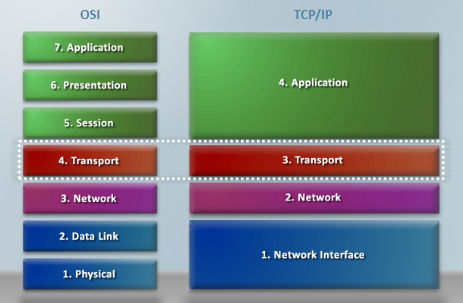 OSI
TCP/IP
7. Application
6. Presentation
5. Session
4. Transport
3. Network
2. Data Link
1. Physical
4. Application
3. Transport
2. Network
1. Network Interface